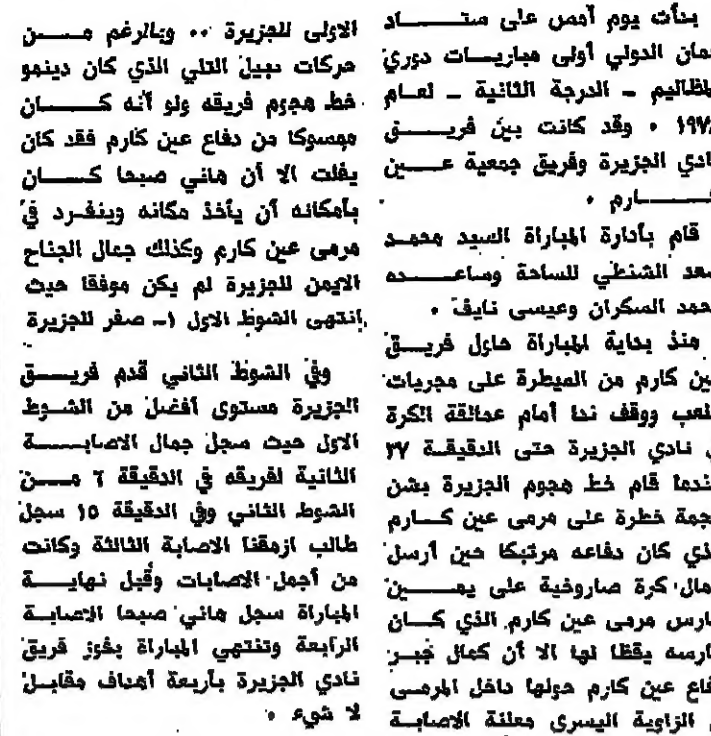 بدأت يوم أمس على ستاد
عمان الدولي أولى مباريات دوري
المظاليم - الدرجة الثانية - لعام
وقد كانت بين فريق
نادي الجزيرة وفريق جمعية عين
كارم .
قام بأدارة المباراة السيد محمد
سعد الشنطي للساحة وساعده
محمد السكران وعيسى نايف .
منذ بداية المباراة حاول فريق
عين كارم من السيطرة على مجريات
اللعب ووقف ندا أمام عمالقة الكرة
نادي الجزيرة حتى الدقيقة ٣٧
عندما قام خط هجوم الجزيرة بشن
هجمة خطرة على مرمى عين كارم
الذي كان دفاعه مرتبكا حين أرسل
جمال كرة صاروخية على يمين
حارس مرمى عين كارم الذي كان
حارسه يقظا لها الا أن كمال جبر
دفاع عين كارم حولها داخل المرمى
الزاوية اليسرى معلنة الاصابة
الاولى للجزيرة .. وبالرغم من
حركات نبيل التلي الذي كان دينمو
خط هجوم فريقه ولو أنه كان
ممسوكا من دفاع عين كارم فقد كان
يفلت الا أن هاني صبحا كان
بأمكانه أن يأخذ مكانه وينفرد في
مرمى عين كارم وكذلك جمال الجناح
الايمن للجزيرة لم يكن موفقا حيث
انتهى الشوط الاول ١- صفر للجزيرة
وفي الشوط الثاني قدم فريق
الجزيرة مستوى أفضل من الشوط
الاول حيث سجل جمال الاصابة
الثانية لفريقه في الدقيقة ٦ من
الشوط الثاني وفي الدقيقة ١٥ سجل
طالب ازمقنا الاصابة الثالثة وكانت
من أجمل الاصابات وقبل نهاية
المباراة سجل هاني صبحا الاصابة
الرابعة وتنتهي المباراة بفوز فريق
نادي الجزيرة بأربعة أهداف مقابل
لا شيء .